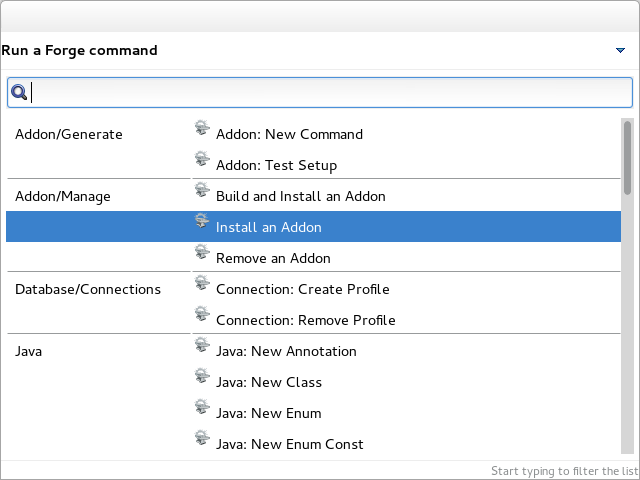 Run a Forge command
Addon/Generate Addon: New Command
Addon: Test Setup
Addon/Manage Build and Install an Addon
Install an Addon
Remove an Addon
Database/Connections Connection: Create Profile
Connection: Remove Profile
Java Java: New Annotation
Java: New Class
Java: New Enum
Java: New Enum Const
Start typing to filter the list